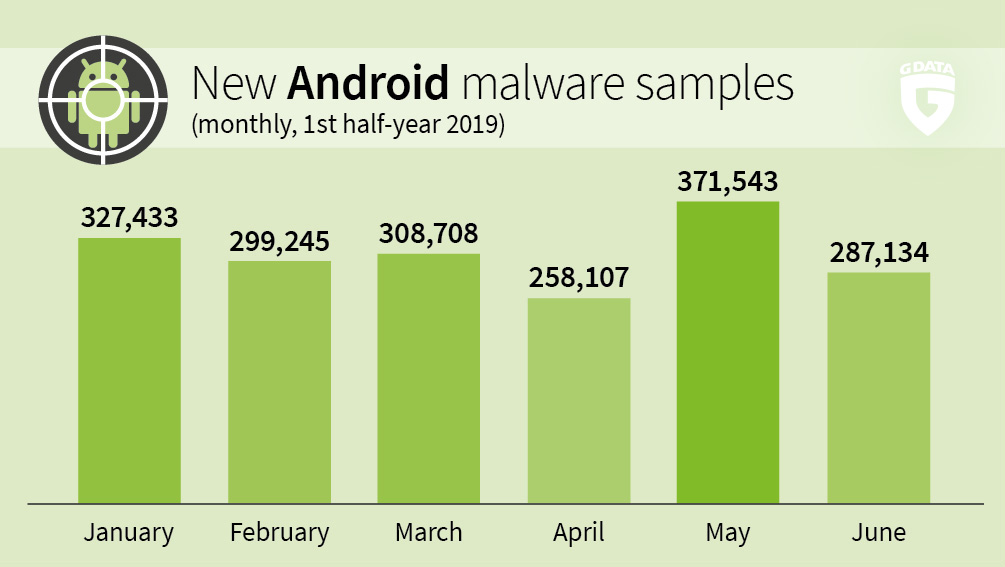 New Android malware samples
(monthly, 1st half-year 2019)
G DATA
327,433
299,245
308,708
258,107
371,543
287,134
January
February
March
April
May
June